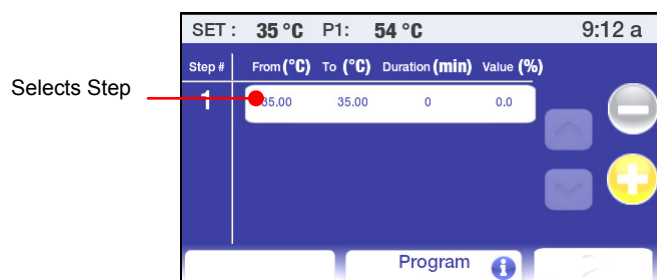 SET : 35 °C P1: 54 °C 9:12 a
Step # From (°C) To (°C) Duration (min) Value (%)
Selects Step
1 35.00 35.00 0 0.0
Program